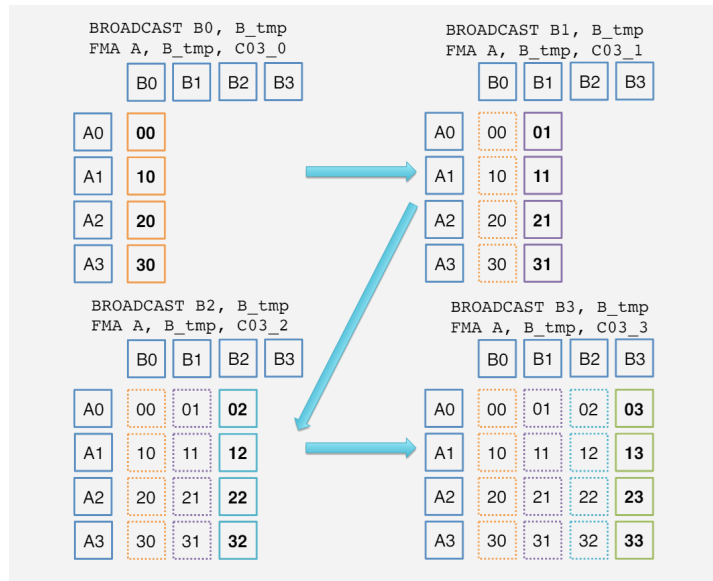 BROADCAST B0, B_tmp
FMA A, B_tmp, C03_0
B0 B1 B2 B3
A0 00
A1 10
A2 20
A3 30
BROADCAST B1, B_tmp
FMA A, B_tmp, C03_1
B0 B1 B2 B3
A0 00 01
A1 10 11
A2 20 21
A3 30 31
BROADCAST B2, B_tmp
FMA A, B_tmp, C03_2
B0 B1 B2 B3
A0 00 01 02
A1 10 11 12
A2 20 21 22
A3 30 31 32
BROADCAST B3, B_tmp
FMA A, B_tmp, C03_3
B0 B1 B2 B3
A0 00 01 02 03
A1 10 11 12 13
A2 20 21 22 23
A3 30 31 32 33